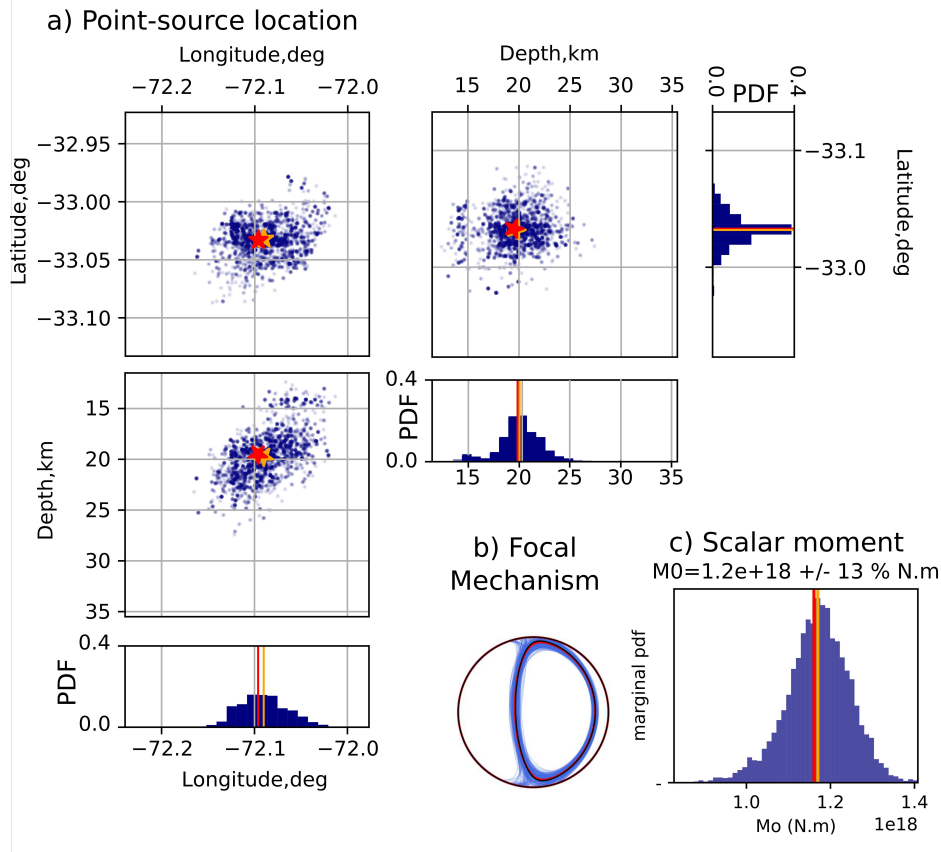 a) Point-source location
Longitude,deg
−72.2 −72.1 −72.0
Latitude,deg
−32.95
−33.00
−33.05
−33.10
Depth,km
15 20 25 30 35
0.0 0.4
PDF
−33.1
−33.0
Latitude,deg
Depth,km
15
20
25
30
35
PDF
0.4
0.0
15 20 25 30 35
PDF
0.4
0.0
−72.2 −72.1 −72.0
Longitude,deg
b) Focal
Mechanism
c) Scalar moment
M0=1.2e+18 +/- 13 % N.m
marginal pdf
-
1.0 1.2 1.4
Mo (N.m) 1e18